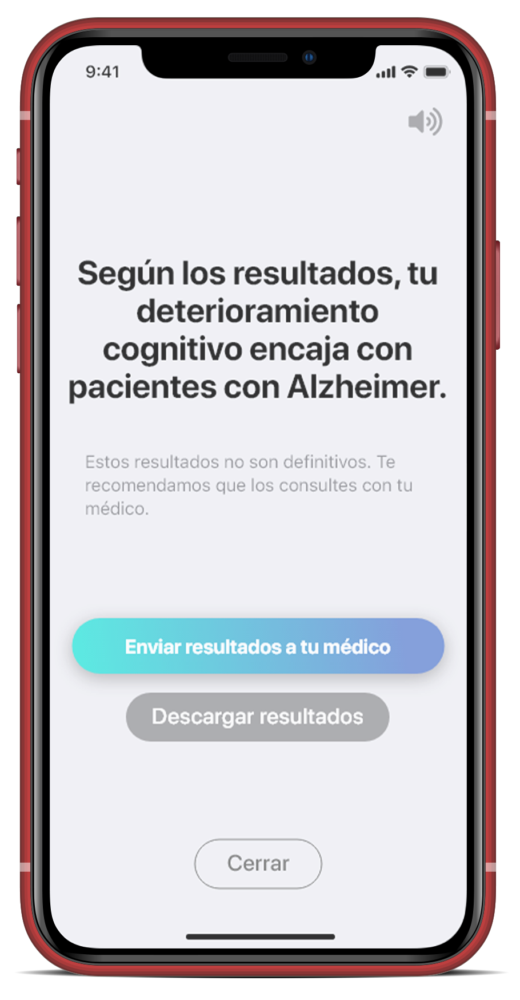 9:41
Según los resultados, tu
deterioramiento
cognitivo encaja con
pacientes con Alzheimer.
Estos resultados no son definitivos. Te
recomendamos que los consultes con tu
médico.
Enviar resultados a tu médico
Descargar resultados
Cerrar